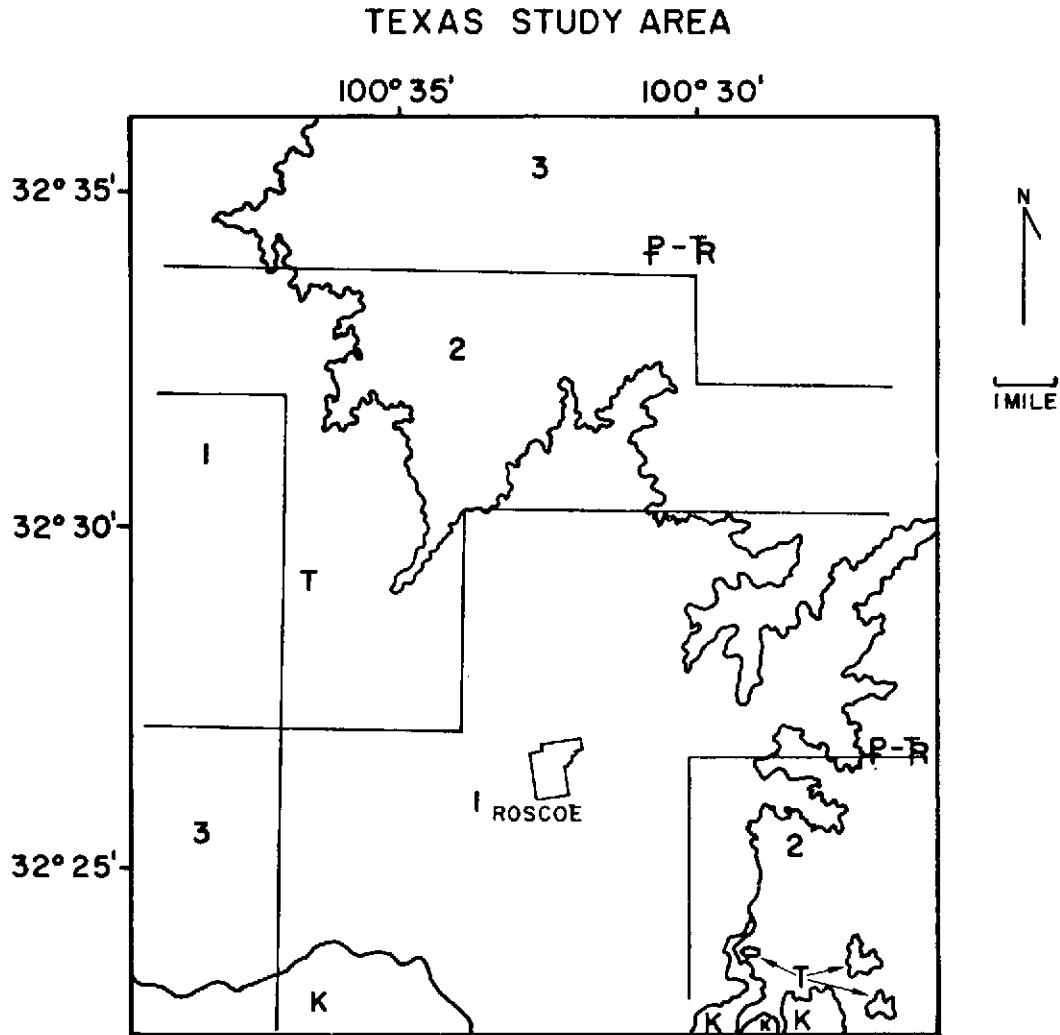 TEXAS STUDY AREA
100° 35' 100° 30'
32° 35'
3
N
P-TR
2
1 MILE
1
32° 30'
T
P-TR
1
ROSCOE
3
2
32° 25'
T
K
K
K
K